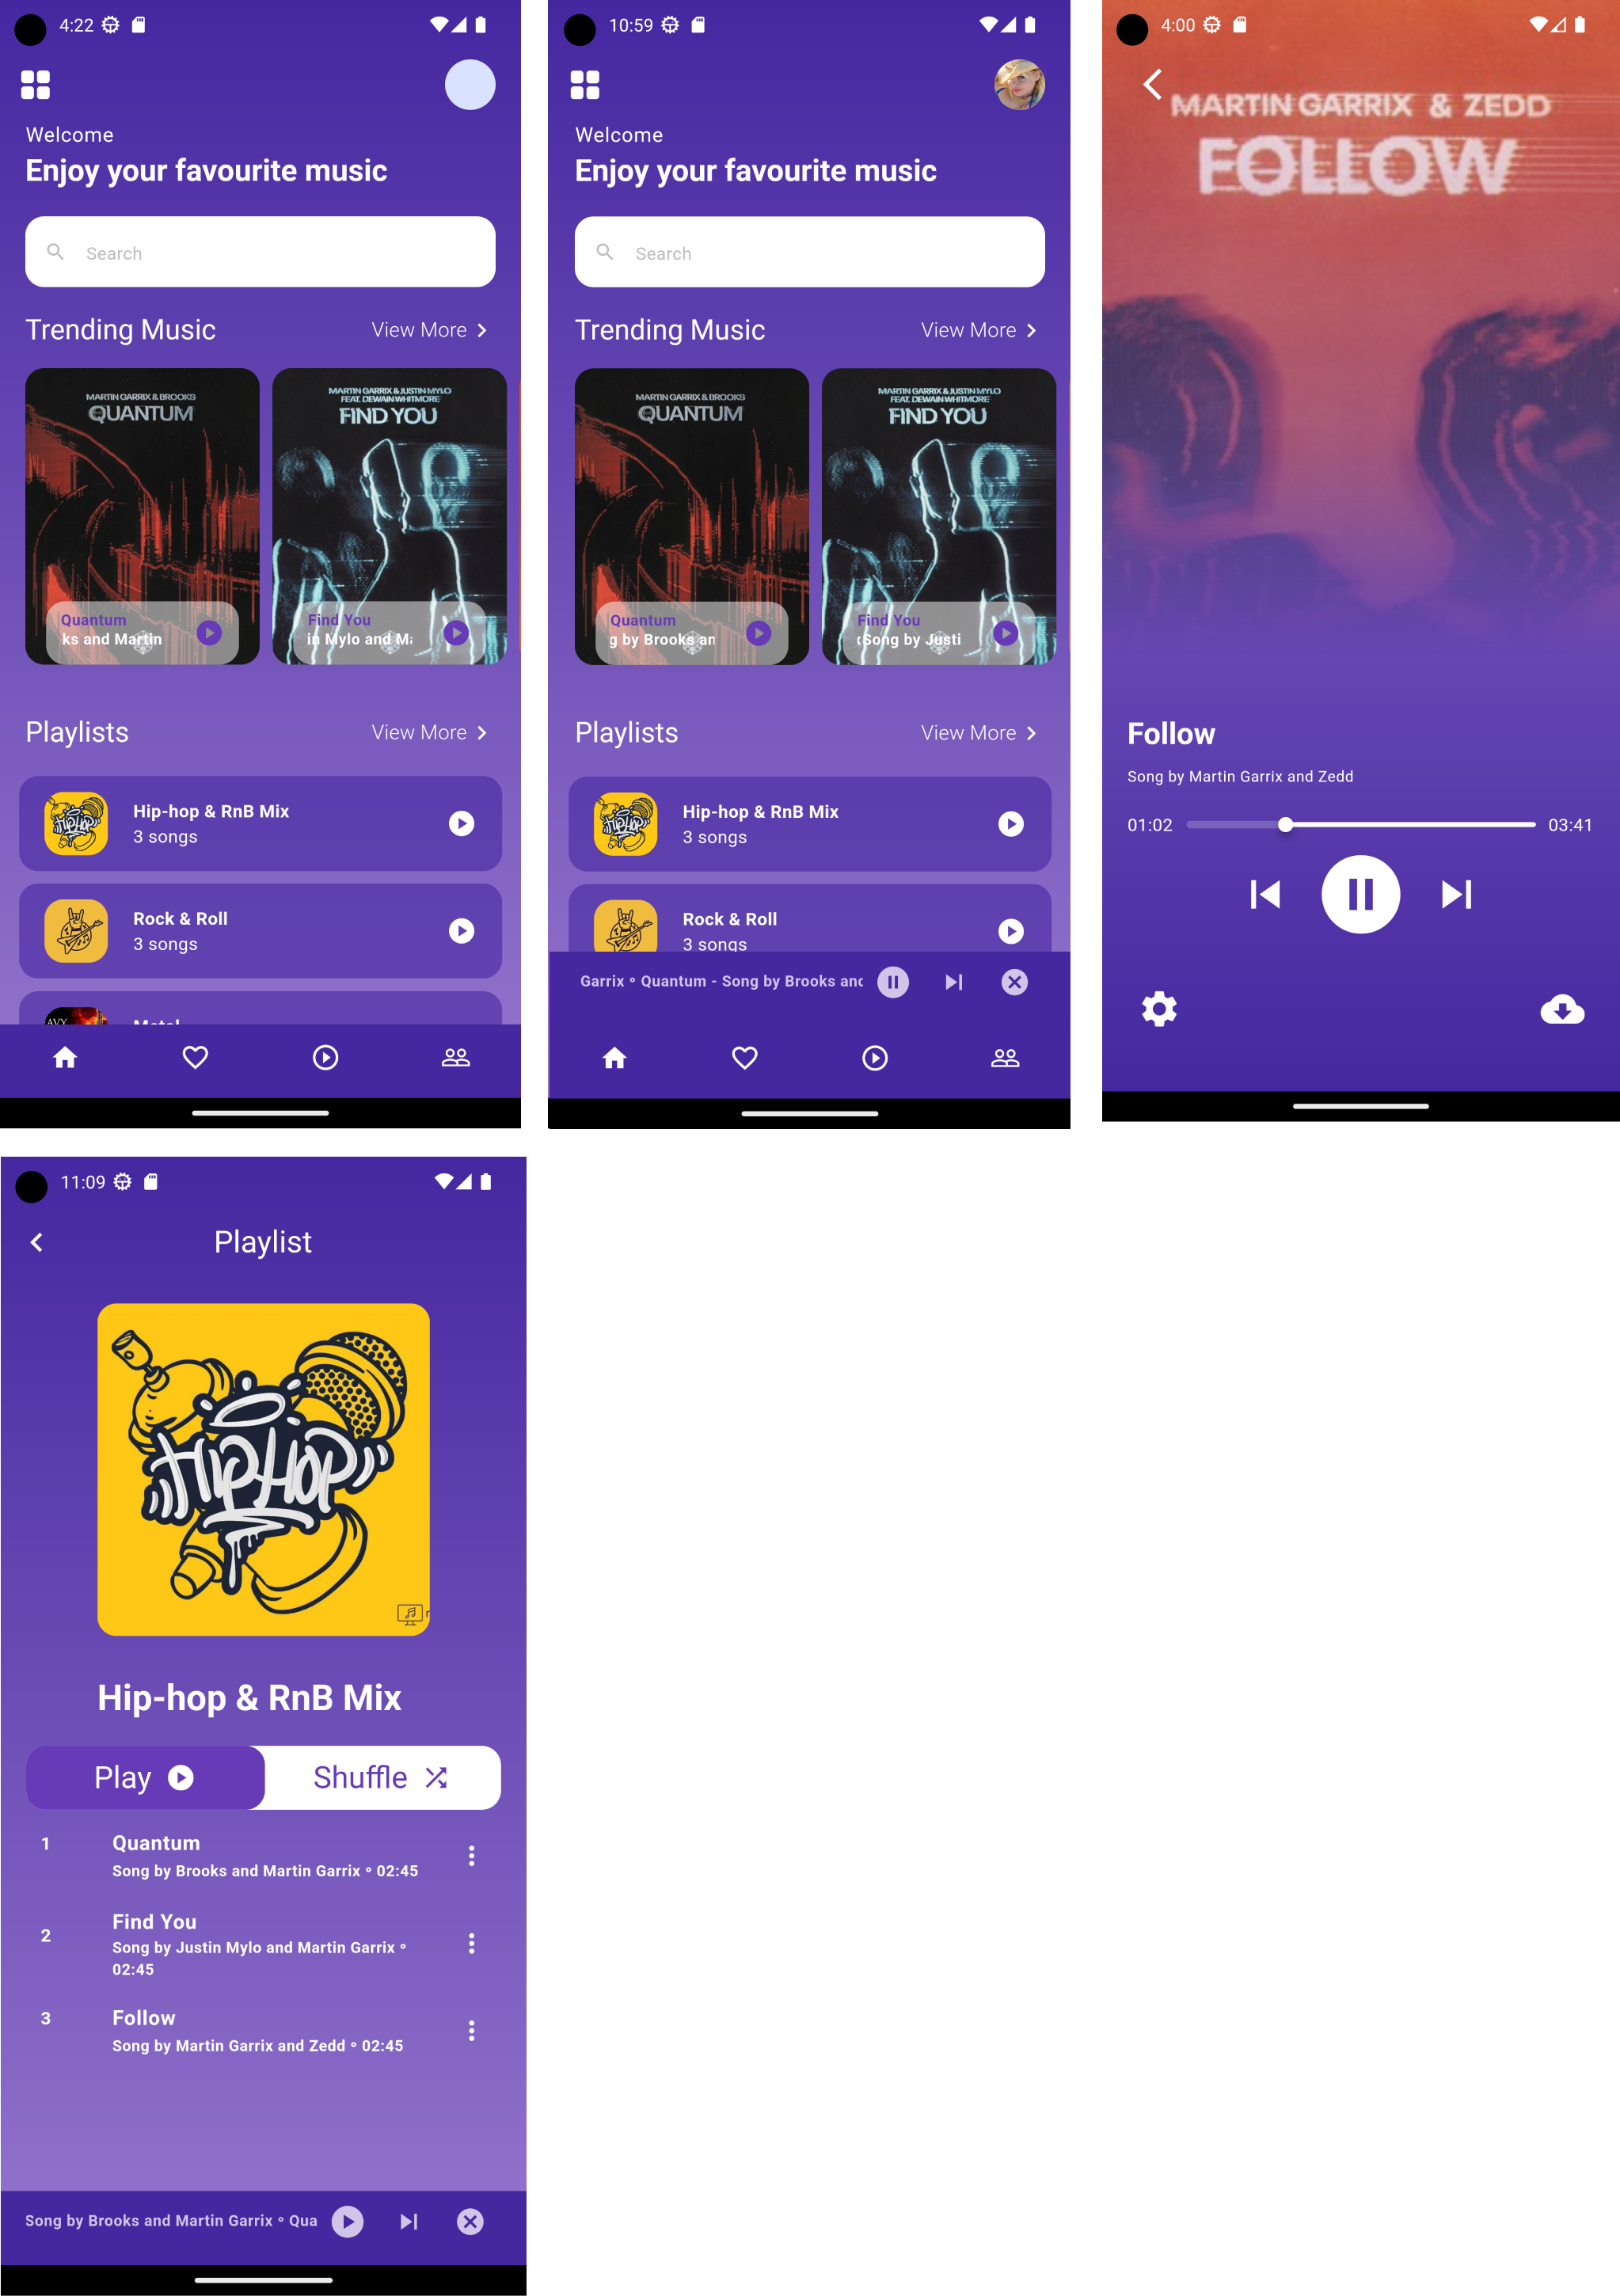 4:22
Welcome
Enjoy your favourite music
Search
Trending Music
View More
MARTIN GARRIX & BROOKS
QUANTUM
Quantum
ks and Martin
MARTIN GARRIX & JUSTIN MYLO
FEAT. DEWAIN WHITMORE
FIND YOU
Find You
in Mylo and Ma
Playlists
View More
Hip-hop & RnB Mix
3 songs
Rock & Roll
3 songs
AVY
Metal
10:59
Welcome
Enjoy your favourite music
Search
Trending Music
View More
MARTIN GARRIX & BROOKS
QUANTUM
Quantum
g by Brooks an
MARTIN GARRIX & JUSTIN MYLO
FEAT. DEWAIN WHITMORE
FIND YOU
Find You
Song by Justi
Playlists
View More
Hip-hop & RnB Mix
3 songs
Rock & Roll
3 songs
Garrix ∘ Quantum - Song by Brooks and
4:00
MARTIN GARRIX & ZEDD
FOLLOW
Follow
Song by Martin Garrix and Zedd
01:02
03:41
11:09
Playlist
HIPHOP
Hip-hop & RnB Mix
Play
Shuffle
1
Quantum
Song by Brooks and Martin Garrix ∘ 02:45
2
Find You
Song by Justin Mylo and Martin Garrix ∘
02:45
3
Follow
Song by Martin Garrix and Zedd ∘ 02:45
Song by Brooks and Martin Garrix ∘ Qua